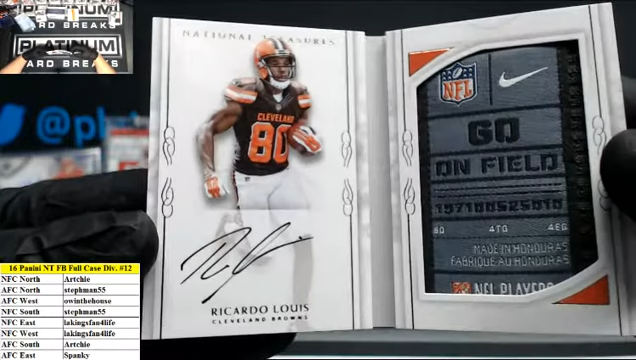 PLATINUM
ARD BREAKS
PLATINUM
ARD BREAKS
@pl
NATIONAL TREASURES
CLEVELAND
80
RICARDO LOUIS
CLEVELAND BROWNS
NFL
GO
ON FIELD
MADE IN HONDURAS
FABRIQUÉ AU HONDURAS
NFL PLAYERS
16 Panini NT FB Full Case Div. #12
NFC North Artchie
AFC North stephman55
AFC West owinthehouse
NFC South stephman55
NFC East lakingsfan4life
NFC West lakingsfan4life
AFC South Artchie
AFC East Spanky